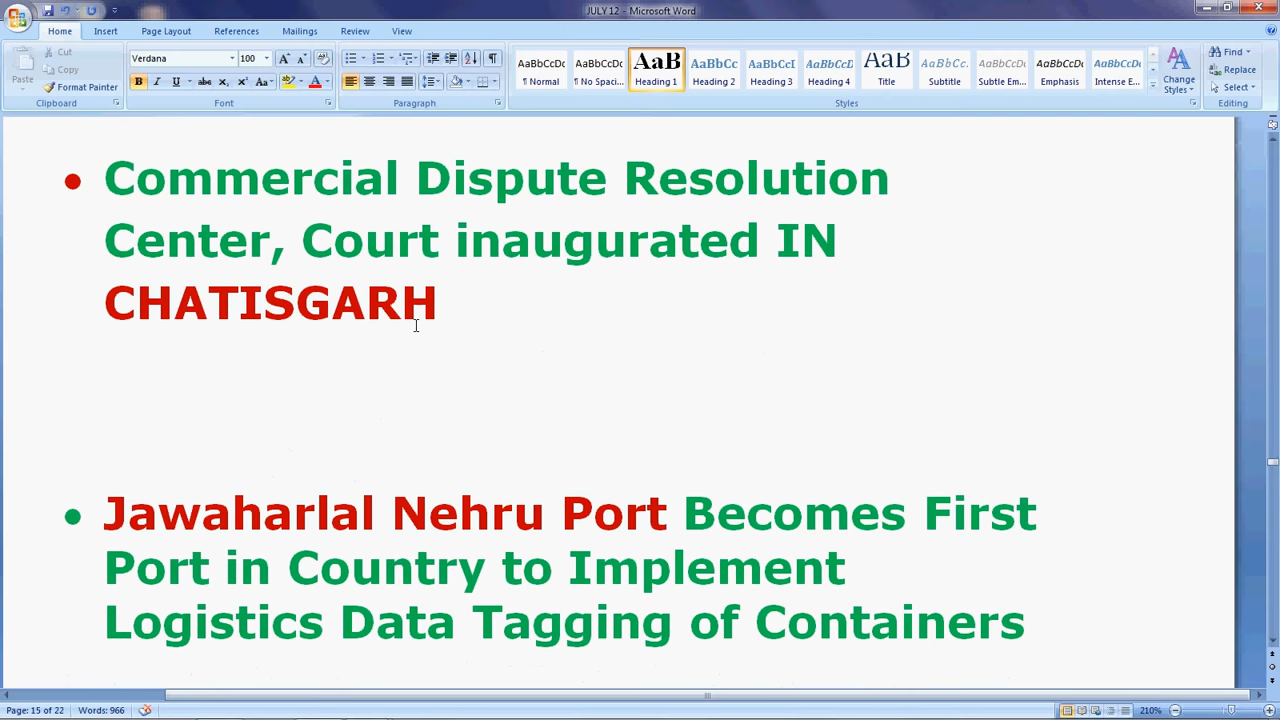 JULY 12 - Microsoft Word
Home Insert Page Layout References Mailings Review View
Cut
Copy
Format Painter
Paste
Clipboard
Verdana 100
Font
Paragraph
AaBbCcDc AaBbCcDc AaB AaBbCc AaBbCcI AaBbCcD AaB AaBbCc. AaBbCcDc AaBbCcDc AaBbCcDc
¶ Normal ¶ No Spaci... Heading 1 Heading 2 Heading 3 Heading 4 Title Subtitle Subtle Em... Emphasis Intense E...
Change Styles
Styles
Find
Replace
Select
Editing
• Commercial Dispute Resolution
Center, Court inaugurated IN
CHATISGARH
• Jawaharlal Nehru Port Becomes First
Port in Country to Implement
Logistics Data Tagging of Containers
Page: 15 of 22 Words: 966 210%